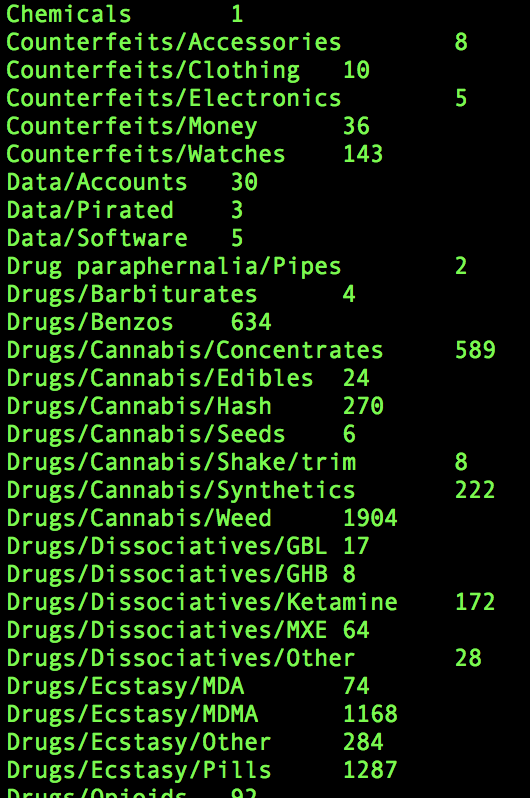 Chemicals 1
Counterfeits/Accessories 8
Counterfeits/Clothing 10
Counterfeits/Electronics 5
Counterfeits/Money 36
Counterfeits/Watches 143
Data/Accounts 30
Data/Pirated 3
Data/Software 5
Drug paraphernalia/Pipes 2
Drugs/Barbiturates 4
Drugs/Benzos 634
Drugs/Cannabis/Concentrates 589
Drugs/Cannabis/Edibles 24
Drugs/Cannabis/Hash 270
Drugs/Cannabis/Seeds 6
Drugs/Cannabis/Shake/trim 8
Drugs/Cannabis/Synthetics 222
Drugs/Cannabis/Weed 1904
Drugs/Dissociatives/GBL 17
Drugs/Dissociatives/GHB 8
Drugs/Dissociatives/Ketamine 172
Drugs/Dissociatives/MXE 64
Drugs/Dissociatives/Other 28
Drugs/Ecstasy/MDA 74
Drugs/Ecstasy/MDMA 1168
Drugs/Ecstasy/Other 284
Drugs/Ecstasy/Pills 1287
Drugs/Opioids 92